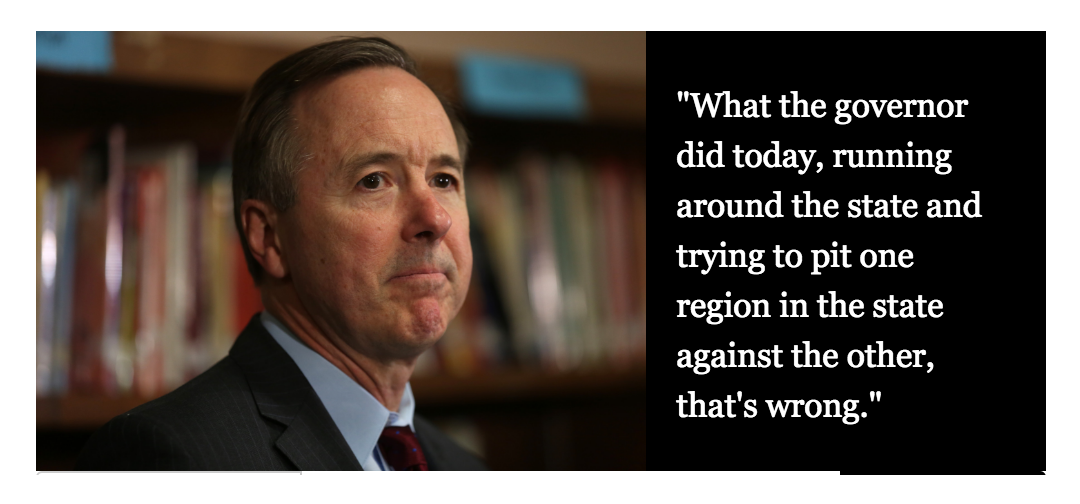 "What the governor
did today, running
around the state and
trying to pit one
region in the state
against the other,
that's wrong."